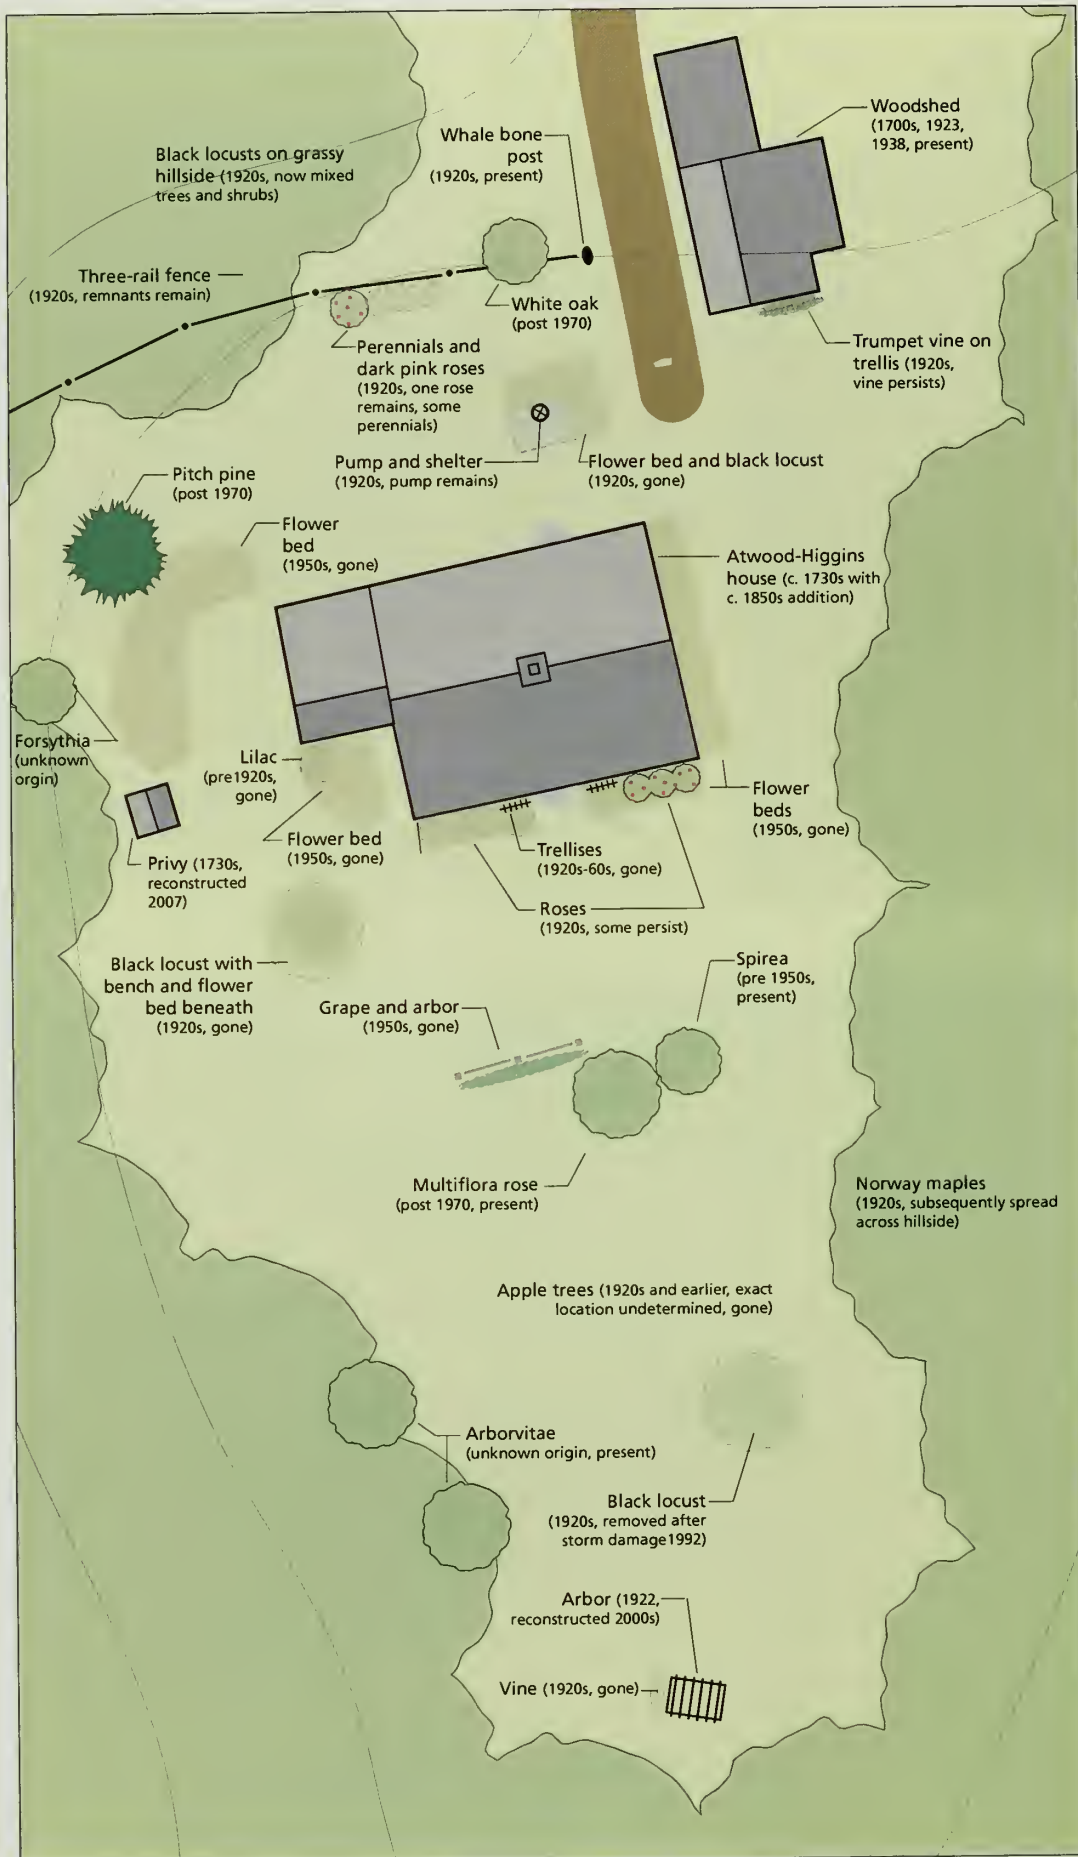 Woodshed
(1700s, 1923,
1938, present)
Whale bone
post
(1920s, present)
Black locusts on grassy
hillside (1920s, now mixed
trees and shrubs)
Three-rail fence
(1920s, remnants remain)
White oak
(post 1970)
Perennials and
dark pink roses
(1920s, one rose
remains, some
perennials)
Trumpet vine on
trellis (1920s,
vine persists)
Pump and shelter
(1920s, pump remains)
Flower bed and black locust
(1920s, gone)
Pitch pine
(post 1970)
Flower
bed
(1950s, gone)
Atwood-Higgins
house (c. 1730s with
c. 1850s addition)
Forsythia
(unknown
orgin)
Lilac
(pre1920s,
gone)
Flower
beds
(1950s, gone)
Flower bed
(1950s, gone)
Trellises
(1920s-60s, gone)
Privy (1730s,
reconstructed
2007)
Roses
(1920s, some persist)
Black locust with
bench and flower
bed beneath
(1920s, gone)
Spirea
(pre 1950s,
present)
Grape and arbor
(1950s, gone)
Multiflora rose
(post 1970, present)
Norway maples
(1920s, subsequently spread
across hillside)
Apple trees (1920s and earlier, exact
location undetermined, gone)
Arborvitae
(unknown origin, present)
Black locust
(1920s, removed after
storm damage1992)
Arbor (1922,
reconstructed 2000s)
Vine (1920s, gone)